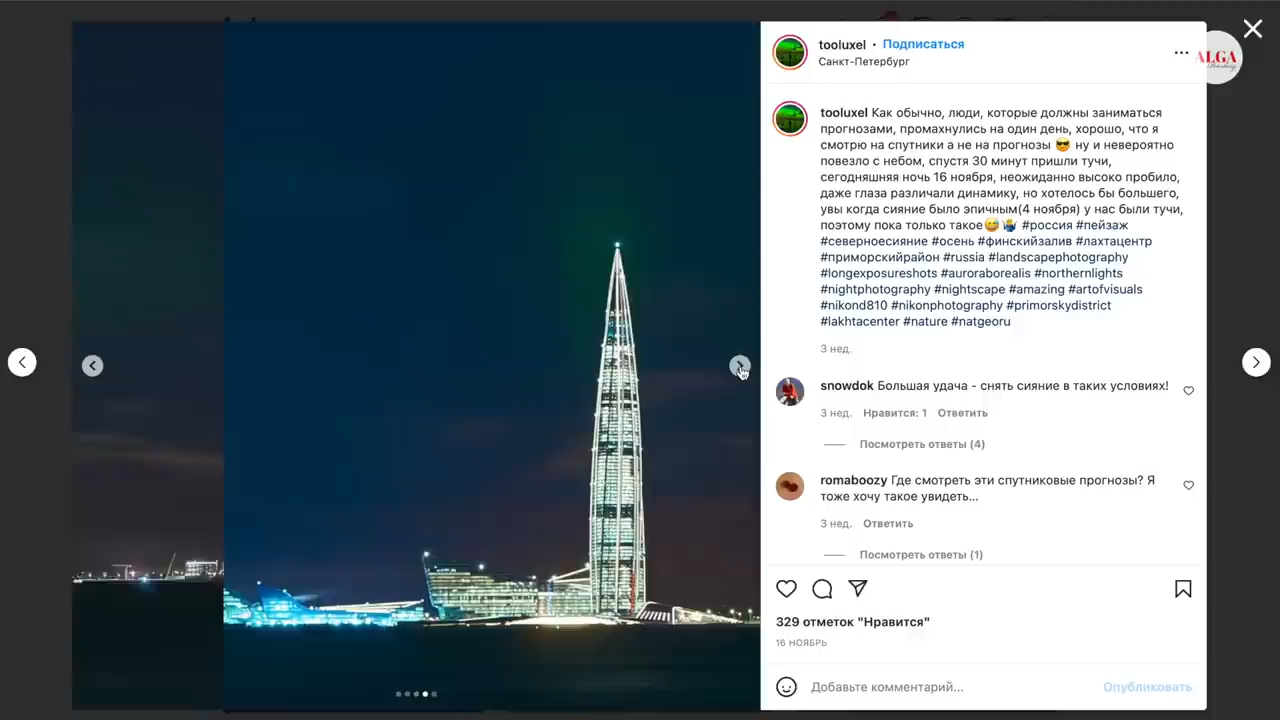 tooluxel • Подписаться
Санкт-Петербург
ALGA
tooluxel Как обычно, люди, которые должны заниматься
прогнозами, промахнулись на один день, хорошо, что я
смотрю на спутники а не на прогнозы 😎 ну и невероятно
повезло с небом, спустя 30 минут пришли тучи,
сегодняшняя ночь 16 ноября, неожиданно высоко пробило,
даже глаза различали динамику, но хотелось бы большего,
увы когда сияние было эпичным(4 ноября) у нас были тучи,
поэтому пока только такое😅🤷‍♂️ #россия #пейзаж
#северноесияние #осень #финскийзалив #лахтацентр
#приморскийрайон #russia #landscapephotography
#longexposureshots #auroraborealis #northernlights
#nightphotography #nightscape #amazing #artofvisuals
#nikond810 #nikonphotography #primorskydistrict
#lakhtacenter #nature #natgeoru
3 нед.
snowdok Большая удача - снять сияние в таких условиях!
3 нед. Нравится: 1 Ответить
Посмотреть ответы (4)
romaboozy Где смотреть эти спутниковые прогнозы? Я
тоже хочу такое увидеть...
3 нед. Ответить
Посмотреть ответы (1)
329 отметок "Нравится"
16 НОЯБРЬ
Добавьте комментарий... Опубликовать